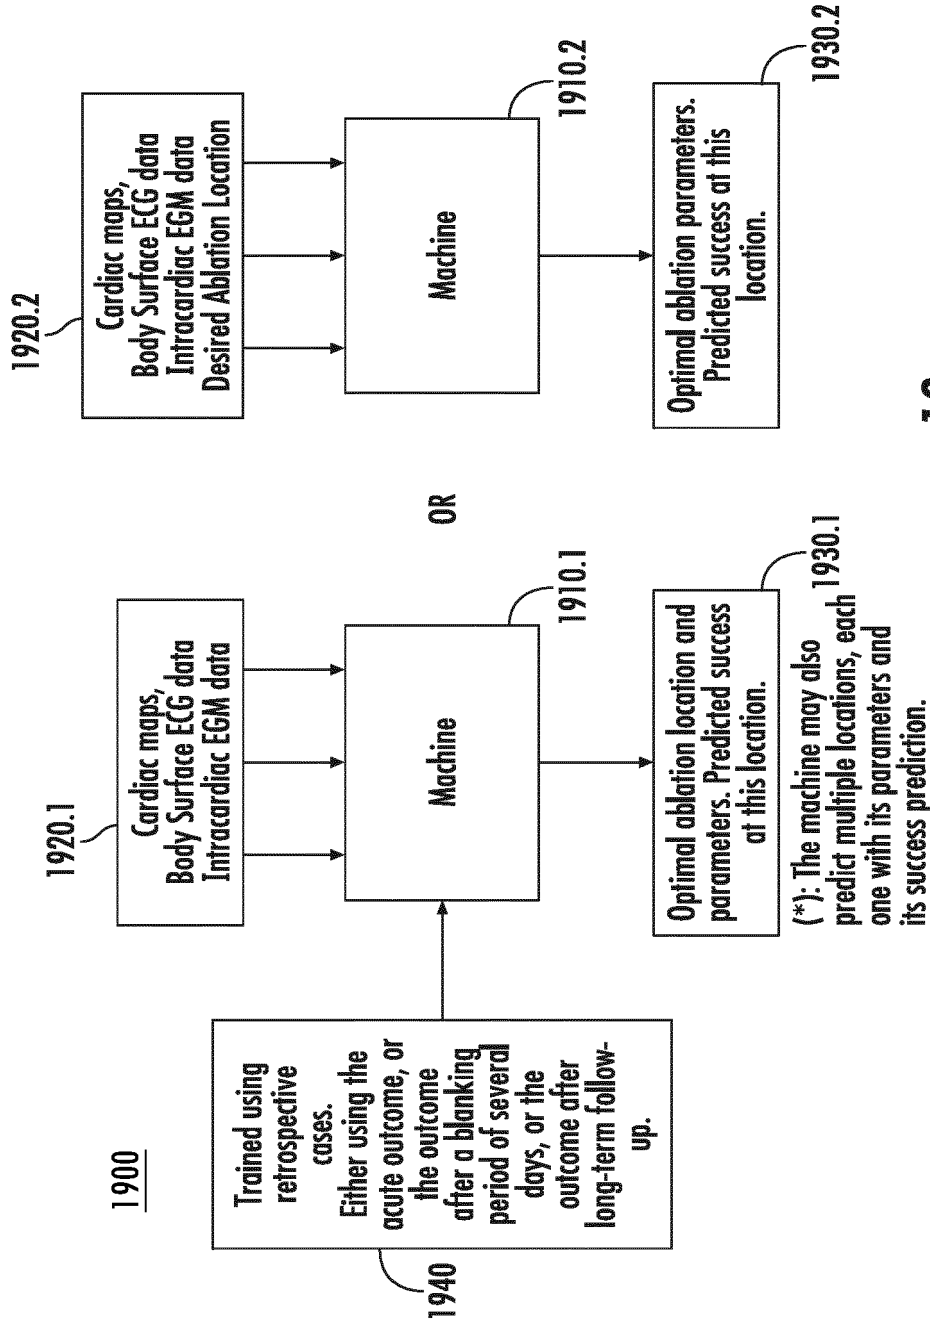 1900
1940
Trained using
retrospective
cases.
Either using the
acute outcome, or
the outcome
after a blanking
period of several
days, or the
outcome after
long-term follow-
up.
1920.1
Cardiac maps,
Body Surface ECG data
Intracardiac EGM data
Machine
1910.1
Optimal ablation location and
parameters. Predicted success
at this location.
1930.1
(*): The machine may also
predict multiple locations, each
one with its parameters and
its success prediction.
OR
1920.2
Cardiac maps,
Body Surface ECG data
Intracardiac EGM data
Desired Ablation Location
Machine
1910.2
Optimal ablation parameters.
Predicted success at this
location.
1930.2